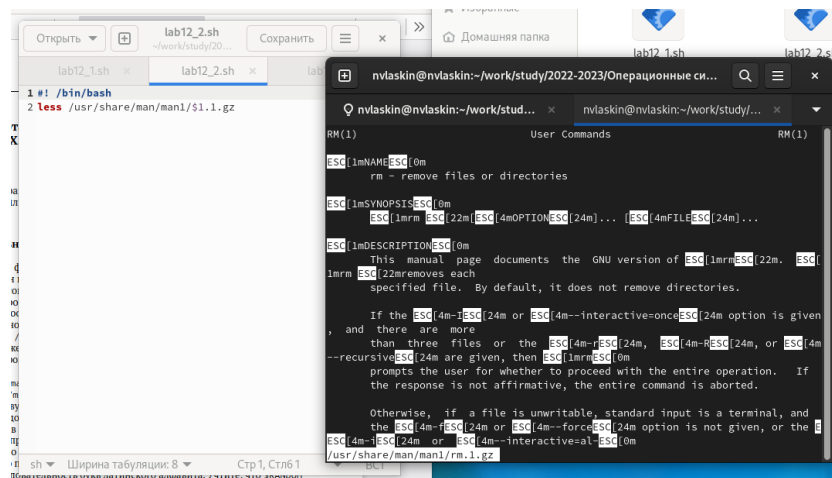 Избранные
Домашняя папка
lab12_1.sh
lab12_2.s
Открыть
lab12_2.sh
~/work/study/20...
Сохранить
lab12_1.sh ×
lab12_2.sh ×
lab
1 #! /bin/bash
2 less /usr/share/man/man1/$1.1.gz
sh
Ширина табуляции: 8
Стр 1, Стлб 1
ВСТ
nvlaskin@nvlaskin:~/work/study/2022-2023/Операционные си...
nvlaskin@nvlaskin:~/work/stud... ×
nvlaskin@nvlaskin:~/work/study/... ×
RM(1) User Commands RM(1)
ESC[1mNAMEESC[0m
rm - remove files or directories
ESC[1mSYNOPSISESC[0m
ESC[1mrm ESC[22m[ESC[4mOPTIONESC[24m]... [ESC[4mFILEESC[24m]...
ESC[1mDESCRIPTIONESC[0m
This manual page documents the GNU version of ESC[1mrmESC[22m. ESC[
1mrm ESC[22mremoves each
specified file. By default, it does not remove directories.
If the ESC[4m-IESC[24m or ESC[4m--interactive=onceESC[24m option is given
, and there are more
than three files or the ESC[4m-rESC[24m, ESC[4m-RESC[24m, or ESC[4m
--recursiveESC[24m are given, then ESC[1mrmESC[0m
prompts the user for whether to proceed with the entire operation. If
the response is not affirmative, the entire command is aborted.
Otherwise, if a file is unwritable, standard input is a terminal, and
the ESC[4m-fESC[24m or ESC[4m--forceESC[24m option is not given, or the E
ESC[4m-iESC[24m or ESC[4m--interactive=al-ESC[0m
/usr/share/man/man1/rm.1.gz